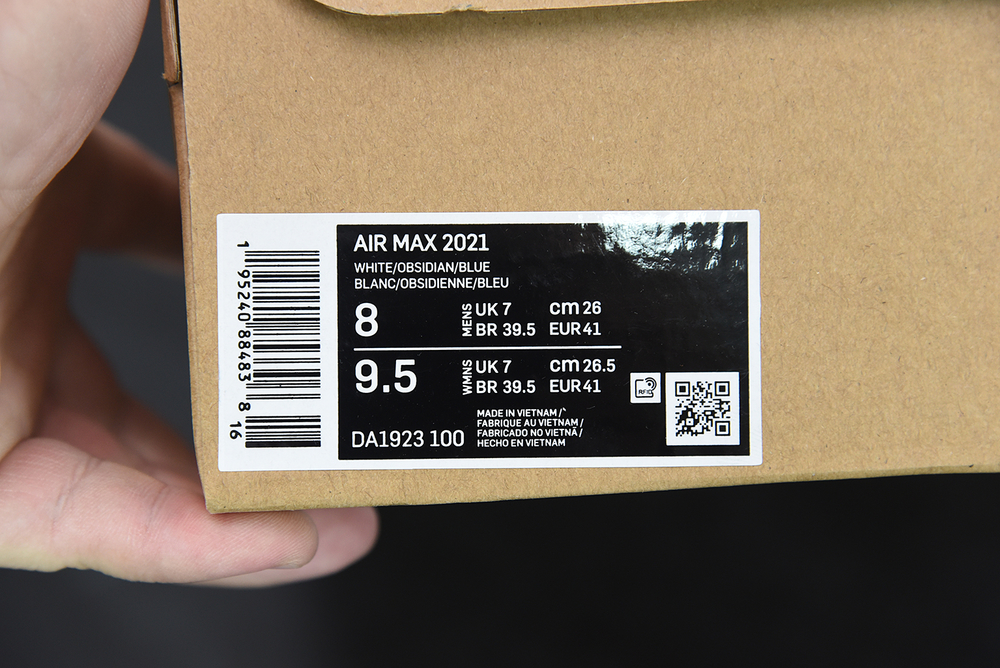 1 95240 88483 8 16
AIR MAX 2021
WHITE/OBSIDIAN/BLUE
BLANC/OBSIDIENNE/BLEU
8 MENS UK 7 cm 26
BR 39.5 EUR 41
9.5 WMNS UK 7 cm 26.5
BR 39.5 EUR 41
RFID
DA1923 100
MADE IN VIETNAM /
FABRIQUE AU VIETNAM /
FABRICADO NO VIETNÃ /
HECHO EN VIETNAM